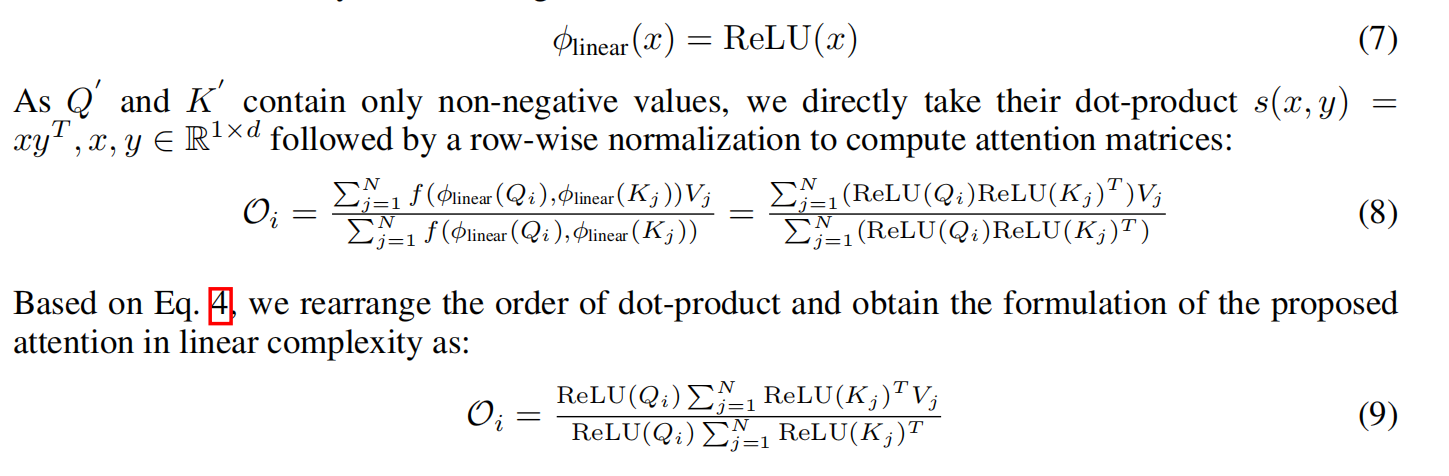 $\phi_{\text{linear}}(x) = \text{ReLU}(x)$ (7)
As $Q^{'}$ and $K^{'}$ contain only non-negative values, we directly take their dot-product $s(x, y) =$
$xy^T, x, y \in \mathbb{R}^{1 \times d}$ followed by a row-wise normalization to compute attention matrices:
$\mathcal{O}_i = \frac{\sum_{j=1}^{N} f(\phi_{\text{linear}}(Q_i), \phi_{\text{linear}}(K_j))V_j}{\sum_{j=1}^{N} f(\phi_{\text{linear}}(Q_i), \phi_{\text{linear}}(K_j))} = \frac{\sum_{j=1}^{N} (\text{ReLU}(Q_i)\text{ReLU}(K_j)^T)V_j}{\sum_{j=1}^{N} (\text{ReLU}(Q_i)\text{ReLU}(K_j)^T)}$ (8)
Based on Eq. 4, we rearrange the order of dot-product and obtain the formulation of the proposed
attention in linear complexity as:
$\mathcal{O}_i = \frac{\text{ReLU}(Q_i) \sum_{j=1}^{N} \text{ReLU}(K_j)^T V_j}{\text{ReLU}(Q_i) \sum_{j=1}^{N} \text{ReLU}(K_j)^T}$ (9)